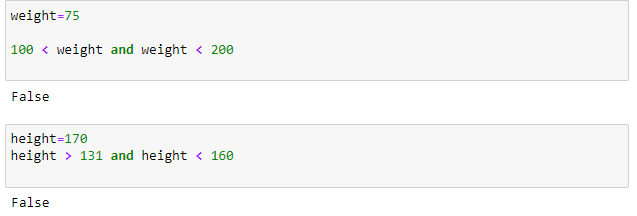 weight=75
100 < weight and weight < 200
False
height=170
height > 131 and height < 160
False